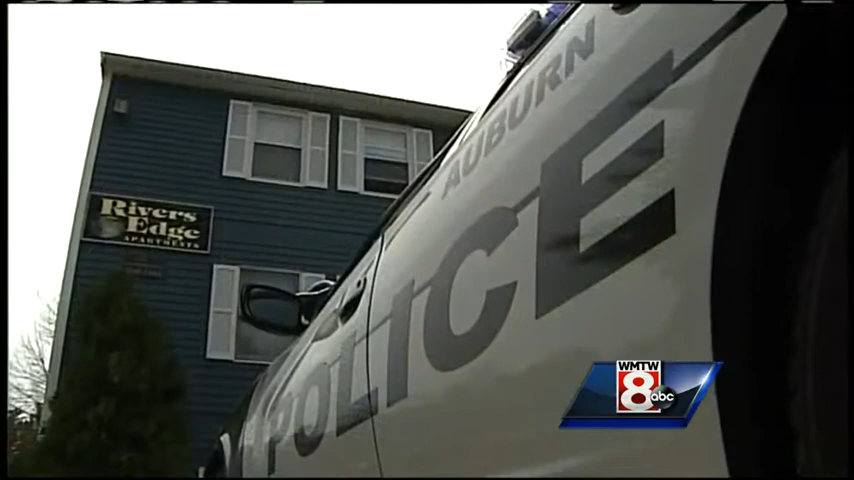 AUBURN
POLICE
Rivers
Edge
APARTMENTS
WMTW
8
abc